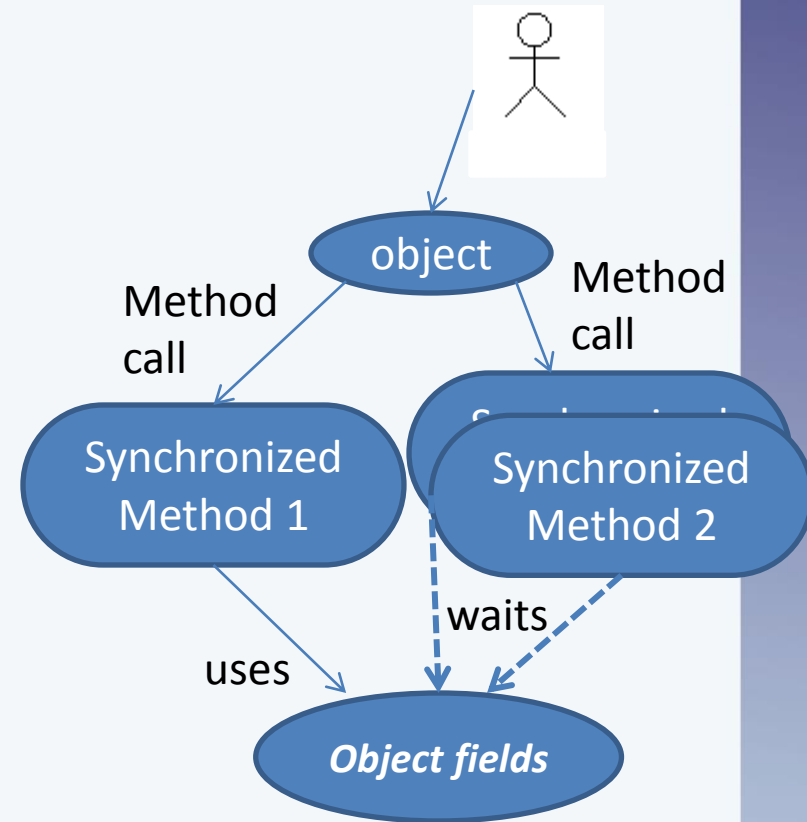 object
Method
call
Method
call
Synchronized
Method 1
Synchronized
Method 2
waits
uses
Object fields